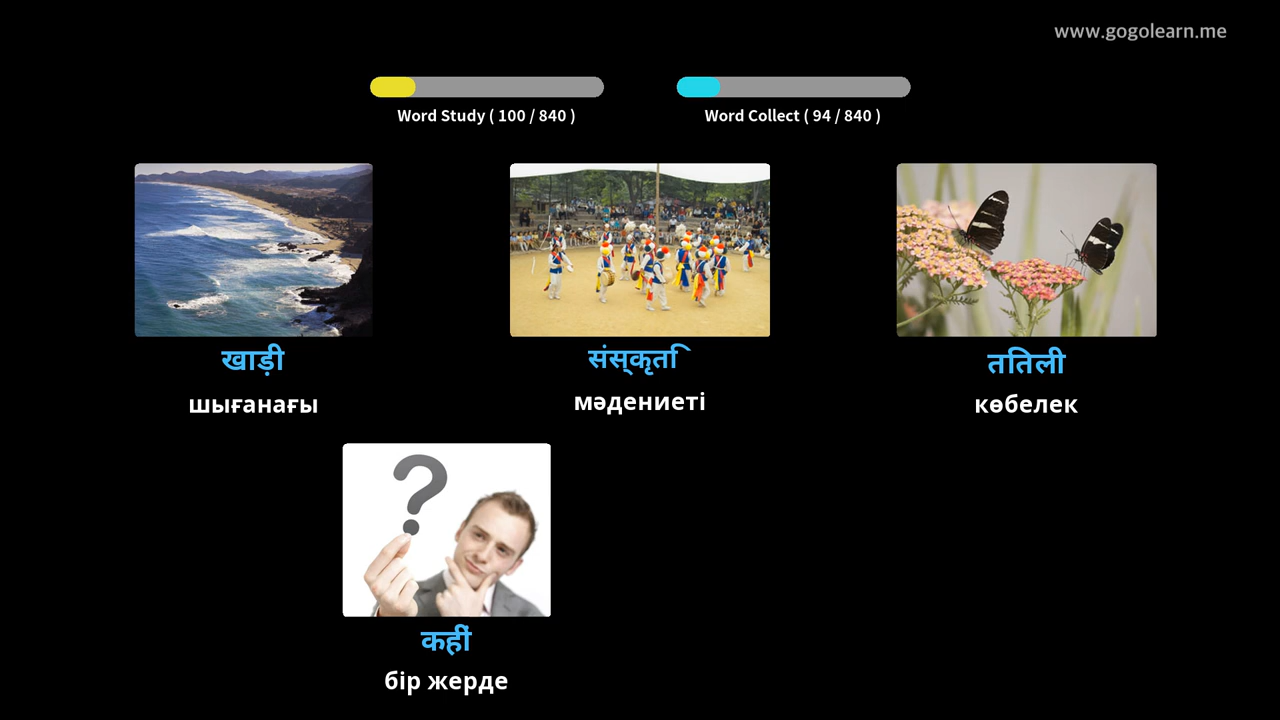 www.gogolearn.me
Word Study ( 100 / 840 )
Word Collect ( 94 / 840 )
खाड़ी
संस्कृति
तितली
шығанағы
мәдениеті
көбелек
कहीं
бір жерде